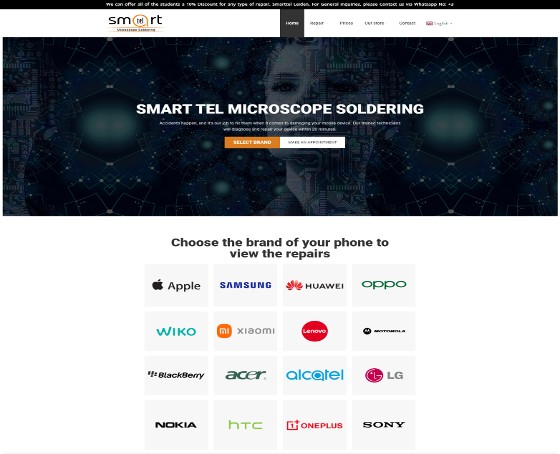 We can offer all of the students a 10% Discount for any type of repair. Smarttel Leiden. For General Inquiries, please Contact us via Whatsapp No: +3
smart
tel
Microscope Soldering
Home Repair Prices Our store Contact English
SMART TEL MICROSCOPE SOLDERING
Accidents happen, and it's our job to fix them when it comes to damaging your mobile device. Our trained technicians
will diagnose and repair your device within 20 minutes.
SELECT BRAND MAKE AN APPOINTMENT
Choose the brand of your phone to
view the repairs
Apple SAMSUNG HUAWEI oppo
WIKO mi xiaomi Lenovo MOTOROLA
BlackBerry acer alcatel LG
NOKIA hTC ONEPLUS SONY